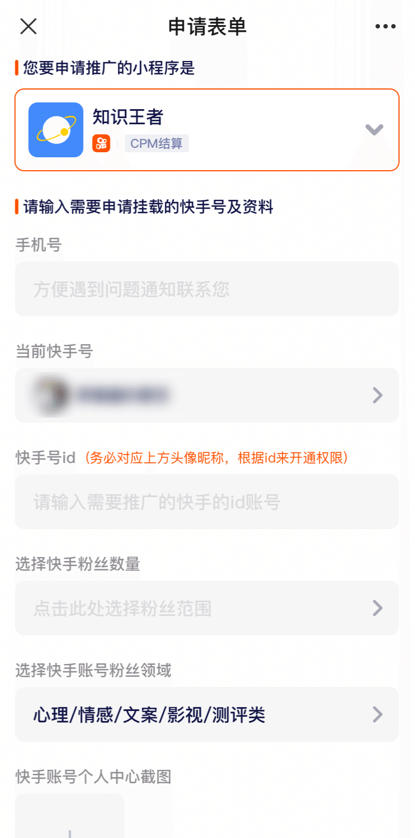 申请表单
您要申请推广的小程序是
知识王者
CPM结算
请输入需要申请挂载的快手号及资料
手机号
方便遇到问题通知联系您
当前快手号
快手号id（务必对应上方头像昵称，根据id来开通权限）
请输入需要推广的快手的id账号
选择快手粉丝数量
点击此处选择粉丝范围
选择快手账号粉丝领域
心理/情感/文案/影视/测评类
快手账号个人中心截图